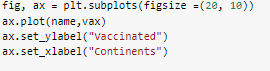 fig, ax = plt.subplots(figsize =(20, 10))
ax.plot(name,vax)
ax.set_ylabel("Vaccinated")
ax.set_xlabel("Continents")